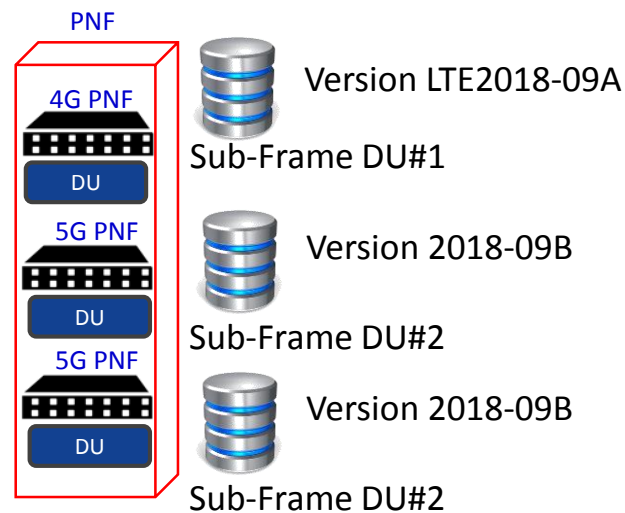 PNF
4G PNF
DU
Version LTE2018-09A
Sub-Frame DU#1
5G PNF
DU
Version 2018-09B
Sub-Frame DU#2
5G PNF
DU
Version 2018-09B
Sub-Frame DU#2